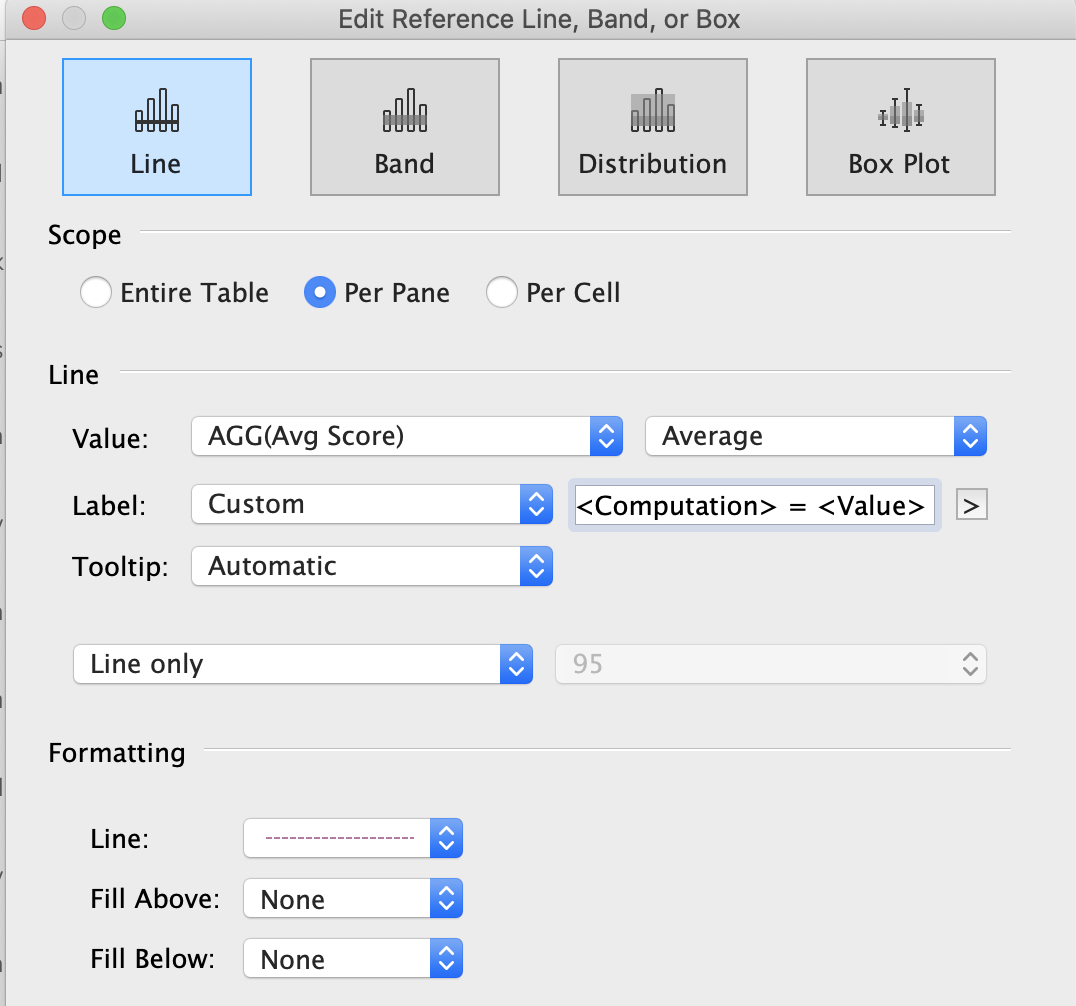 Edit Reference Line, Band, or Box
Line
Band
Distribution
Box Plot
Scope
Entire Table
Per Pane
Per Cell
Line
Value:
AGG(Avg Score)
Average
Label:
Custom
<Computation> = <Value>
>
Tooltip:
Automatic
Line only
95
Formatting
Line:
Fill Above:
None
Fill Below:
None